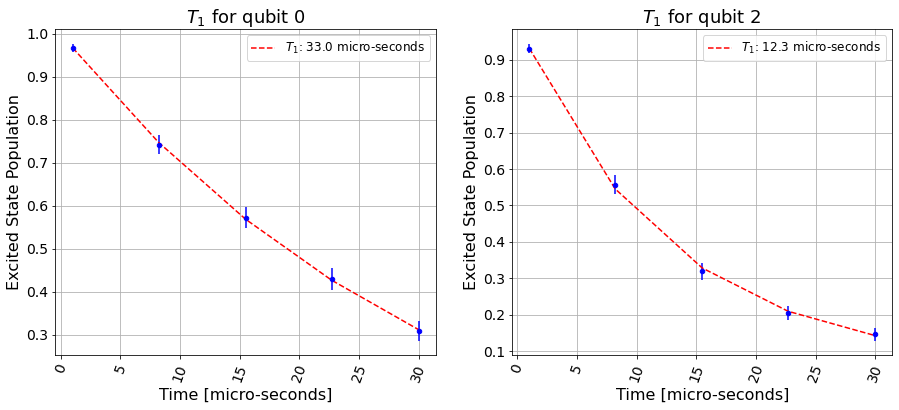 T₁ for qubit 0
T₁: 33.0 micro-seconds
Excited State Population
1.0
0.9
0.8
0.7
0.6
0.5
0.4
0.3
0 5 10 15 20 25 30
Time [micro-seconds]
T₁ for qubit 2
T₁: 12.3 micro-seconds
Excited State Population
0.9
0.8
0.7
0.6
0.5
0.4
0.3
0.2
0.1
0 5 10 15 20 25 30
Time [micro-seconds]